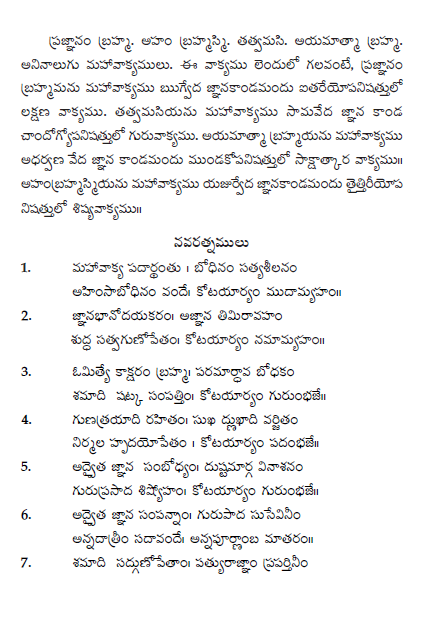 ప్రజ్ఞానం బ్రహ్మ. అహం బ్రహ్మస్మి. తత్వమసి. అయమాత్మా బ్రహ్మ.
అనినాలుగు మహావాక్యములు. ఈ వాక్యము లెందులో గలవంటే, ప్రజ్ఞానం
బ్రహ్మమను మహావాక్యము ఋగ్వేద జ్ఞానకాండమందు ఐతరేయోపనిషత్తులో
లక్షణ వాక్యము. తత్వమసియను మహావాక్యము సామవేద జ్ఞాన కాండ
చాందోగ్యోపనిషత్తులో గురువాక్యము. అయమాత్మా బ్రహ్మయను మహావాక్యము
అధర్వణ వేద జ్ఞాన కాండమందు ముండకోపనిషత్తులో సాక్షాత్కార వాక్యము॥
అహంబ్రహ్మస్మియను మహావాక్యము యజుర్వేద జ్ఞానకాండమందు తైత్తిరీయోప
నిషత్తులో శిష్యవాక్యము॥
నవరత్నములు
1. మహావాక్య పదార్థంతు । బోధినం సత్యశీలనం
అహింసాబోధినం వందే। కోటయార్యం ముదామ్యహం॥
2. జ్ఞానభానోదయకరం। అజ్ఞాన తిమిరావహం
శుద్ధ సత్వగుణోపేతం। కోటయార్యం నమామ్యహం॥
3. ఓమిత్యే కాక్షరం బ్రహ్మ। పరమార్థావ బోధకం
శమాది షట్క సంపత్తిం। కోటయార్యం గురుంభజే॥
4. గుణత్రయాది రహితం। సుఖ ద్ఖుఖాది వర్జితం
నిర్మల హృదయోపేతం । కోటయార్యం పదంభజే॥
5. అద్వైత జ్ఞాన సంబోధ్యం। దుష్టమార్గ వినాశనం
గురుప్రసాద శిష్యోహం। కోటయార్యం గురుంభజే॥
6. అద్వైత జ్ఞాన సంపన్నాం। గురుపాద సుసేవినీం
అన్నదాత్రీం సదావందే। అన్నపూర్ణాంబ మాతరం॥
7. శమాది సద్గుణోపేతాం। పత్యురాజ్ఞాం ప్రవర్తినీం